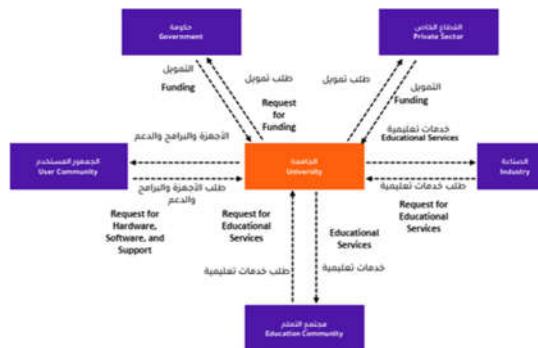 حكومة
Government
القطاع الخاص
Private Sector
التمويل
Funding
طلب تمويل
Request
for
Funding
طلب تمويل
التمويل
Funding
الأجهزة والبرامج والدعم
خدمات تعليمية
Educational Services
الجمهور المستخدم
User Community
الجامعة
University
الصناعة
Industry
طلب الأجهزة والبرامج
والدعم
طلب خدمات تعليمية
Request for
Hardware,
Software, and
Support
Request for
Educational
Services
Educational
Services
Request for
Educational
Services
طلب خدمات تعليمية
خدمات تعليمية
مجتمع التعلم
Education Community